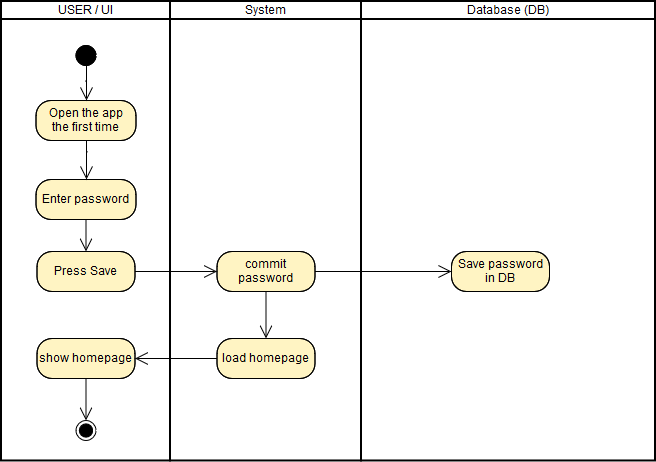 USER / UI
System
Database (DB)
Open the app
the first time
Enter password
Press Save
commit
password
Save password
in DB
show homepage
load homepage